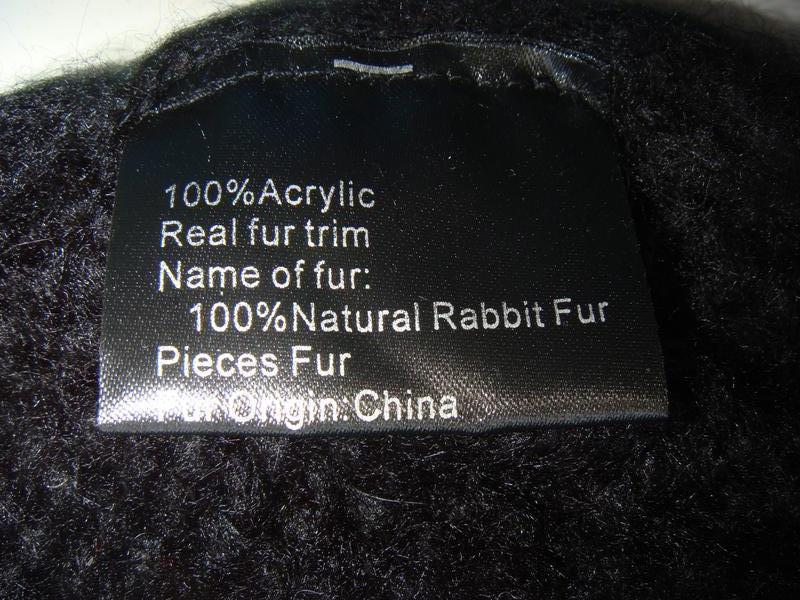 100%Acrylic
Real fur trim
Name of fur:
100%Natural Rabbit Fur
Pieces Fur
Fur Origin:China